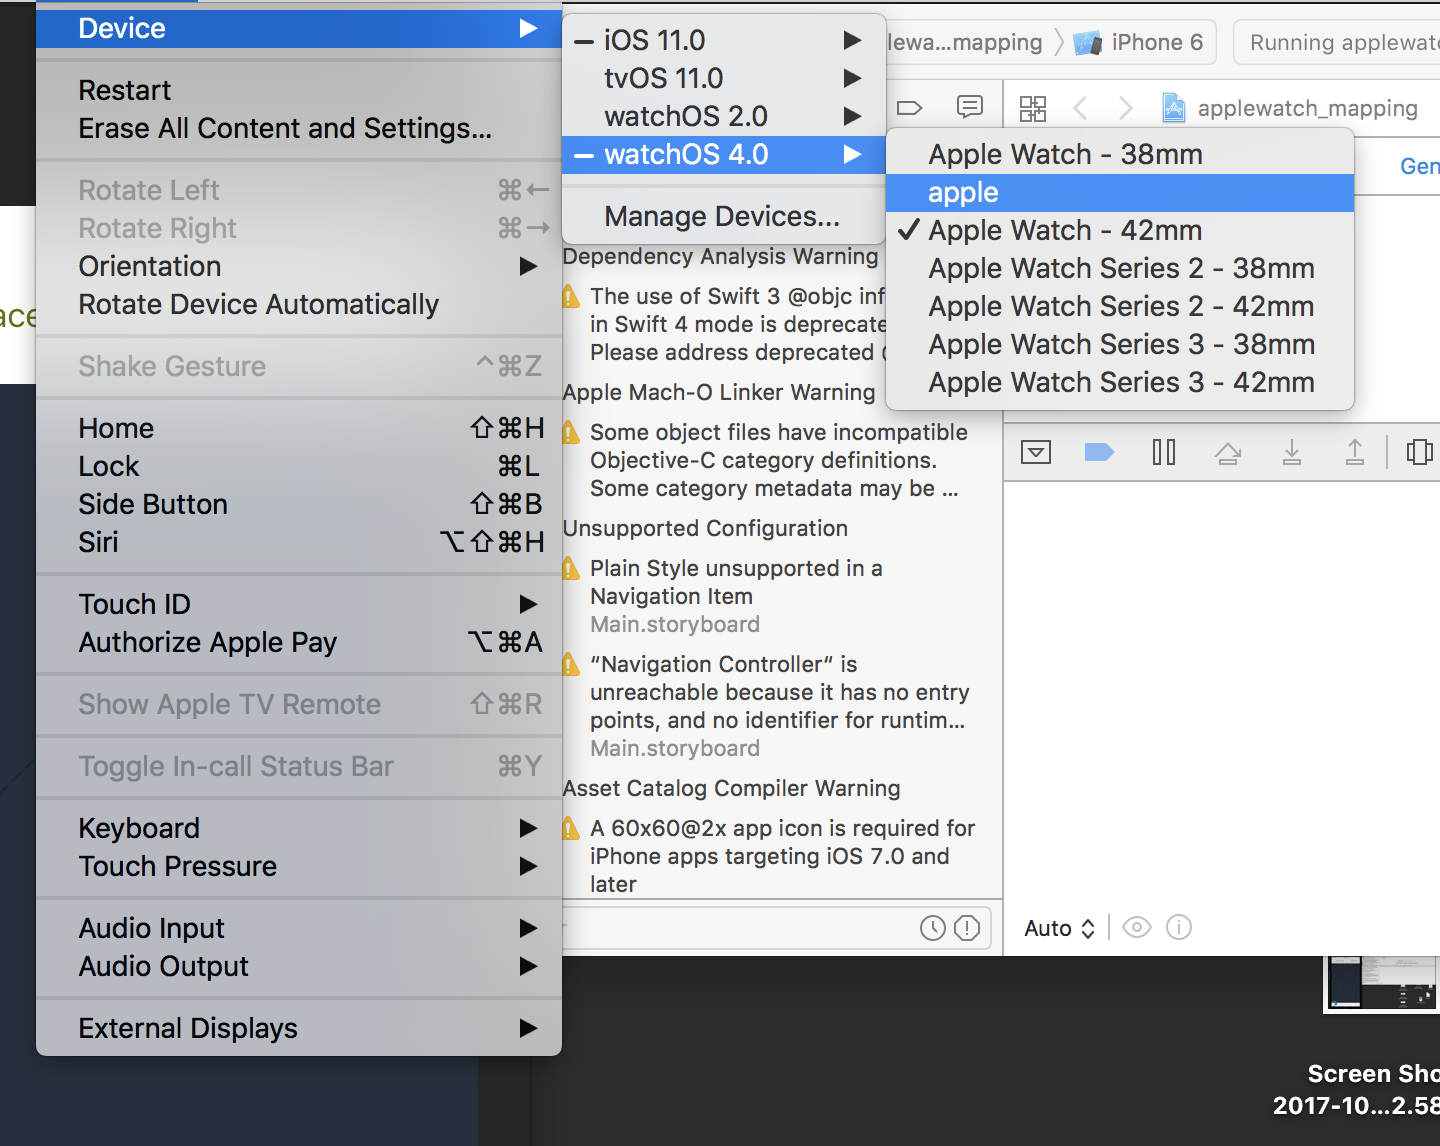 Device
Restart
Erase All Content and Settings...
Rotate Left ⌘←
Rotate Right ⌘→
Orientation
Rotate Device Automatically
Shake Gesture ^⌘Z
Home ⇧⌘H
Lock ⌘L
Side Button ⇧⌘B
Siri ⌥⇧⌘H
Touch ID
Authorize Apple Pay ⌥⌘A
Show Apple TV Remote ⇧⌘R
Toggle In-call Status Bar ⌘Y
Keyboard
Touch Pressure
Audio Input
Audio Output
External Displays
iOS 11.0
tvOS 11.0
watchOS 2.0
watchOS 4.0
Manage Devices...
Apple Watch - 38mm
apple
Apple Watch - 42mm
Apple Watch Series 2 - 38mm
Apple Watch Series 2 - 42mm
Apple Watch Series 3 - 38mm
Apple Watch Series 3 - 42mm
lewa...mapping
iPhone 6
Running applewatc
applewatch_mapping
Gen
ace
Dependency Analysis Warning
The use of Swift 3 @objc inf
in Swift 4 mode is deprecate
Please address deprecated
Apple Mach-O Linker Warning
Some object files have incompatible
Objective-C category definitions.
Some category metadata may be ...
Unsupported Configuration
Plain Style unsupported in a
Navigation Item
Main.storyboard
“Navigation Controller“ is
unreachable because it has no entry
points, and no identifier for runtim...
Main.storyboard
Asset Catalog Compiler Warning
A 60x60@2x app icon is required for
iPhone apps targeting iOS 7.0 and
later
Auto
Screen Sho
2017-10...2.58